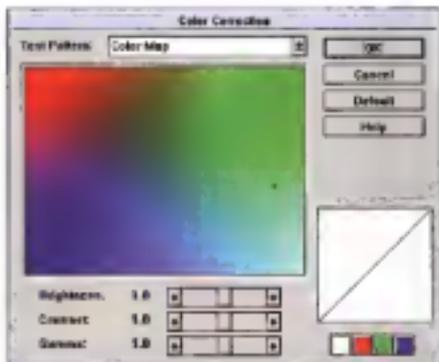 Color Correction
Test Pattern: Color Map
OK
Cancel
Default
Help
Brightness: 1.0
Contrast: 1.0
Gamma: 1.0